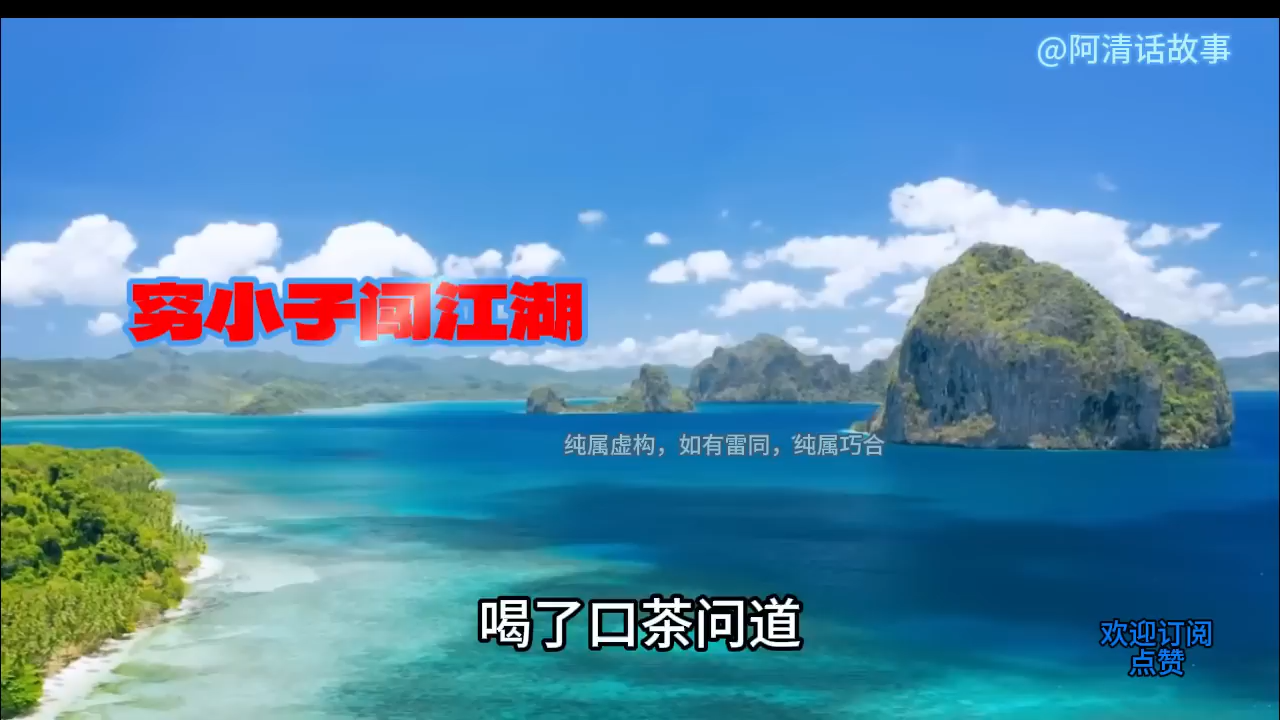 @阿清话故事
穷小子闯江湖
纯属虚构，如有雷同，纯属巧合
喝了口茶问道
欢迎订阅
点赞